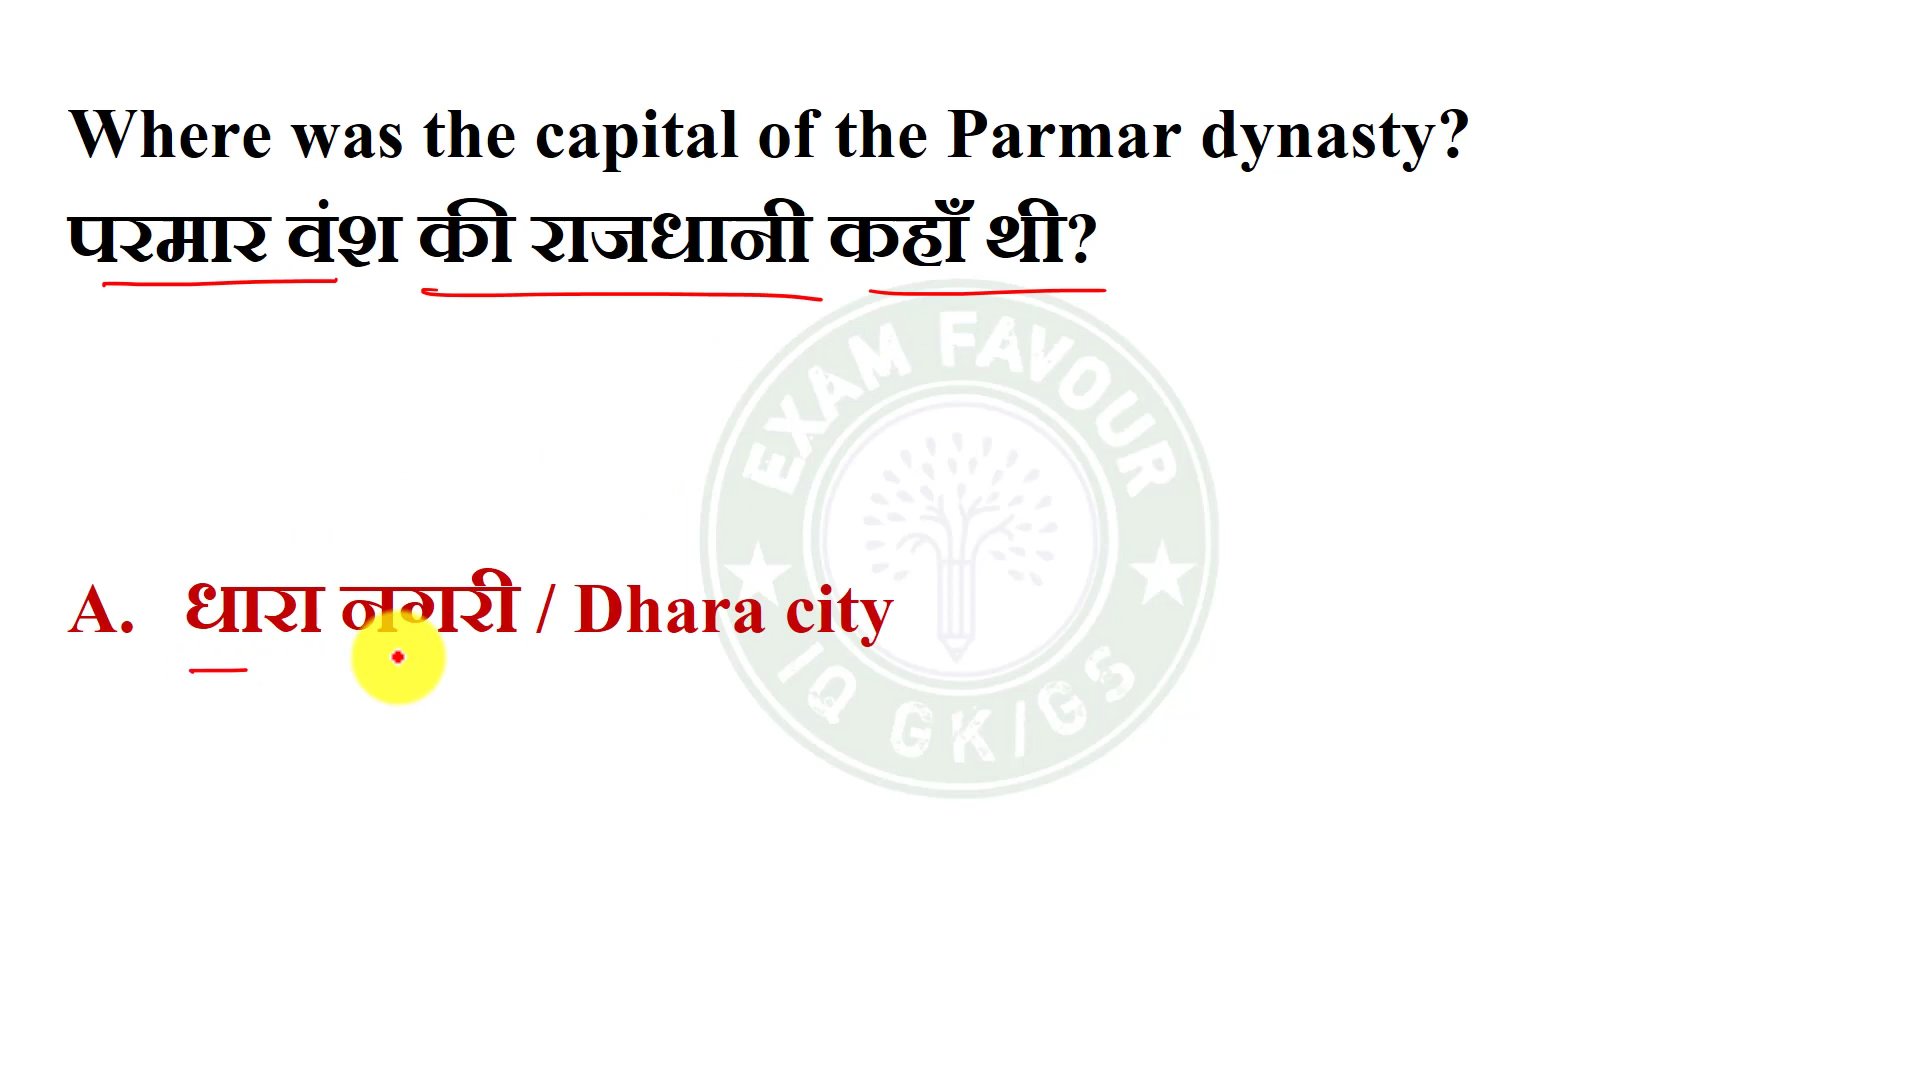 Where was the capital of the Parmar dynasty?
परमार वंश की राजधानी कहाँ थी?
EXAM FAVOUR
A. धारा नगरी / Dhara city
IQ GK/GS